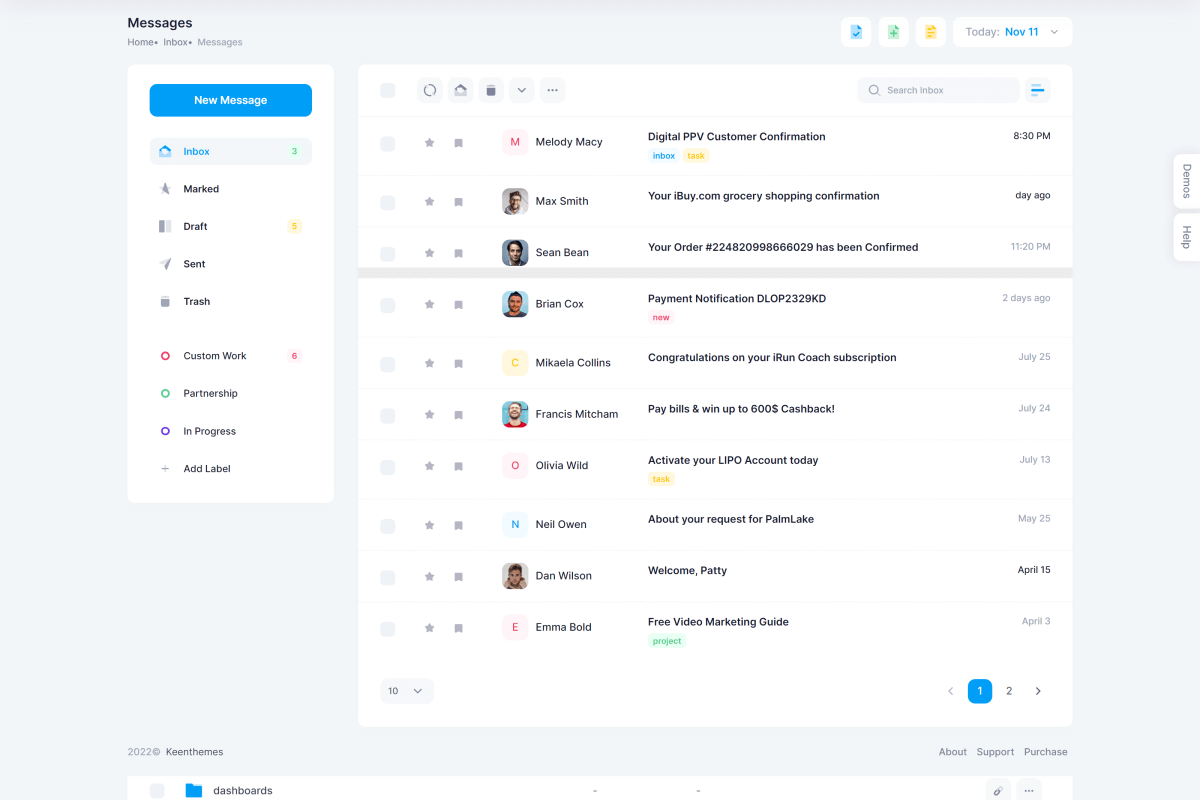 Messages
Home• Inbox• Messages
Today: Nov 11
New Message
Inbox 3
Marked
Draft 5
Sent
Trash
Custom Work 6
Partnership
In Progress
Add Label
Search Inbox
M Melody Macy Digital PPV Customer Confirmation 8:30 PM
inbox task
Max Smith Your iBuy.com grocery shopping confirmation day ago
Sean Bean Your Order #224820998666029 has been Confirmed 11:20 PM
Brian Cox Payment Notification DLOP2329KD 2 days ago
new
C Mikaela Collins Congratulations on your iRun Coach subscription July 25
Francis Mitcham Pay bills & win up to 600$ Cashback! July 24
O Olivia Wild Activate your LIPO Account today July 13
task
N Neil Owen About your request for PalmLake May 25
Dan Wilson Welcome, Patty April 15
E Emma Bold Free Video Marketing Guide April 3
project
10
1 2
Demos
Help
2022© Keenthemes
About Support Purchase
dashboards - -